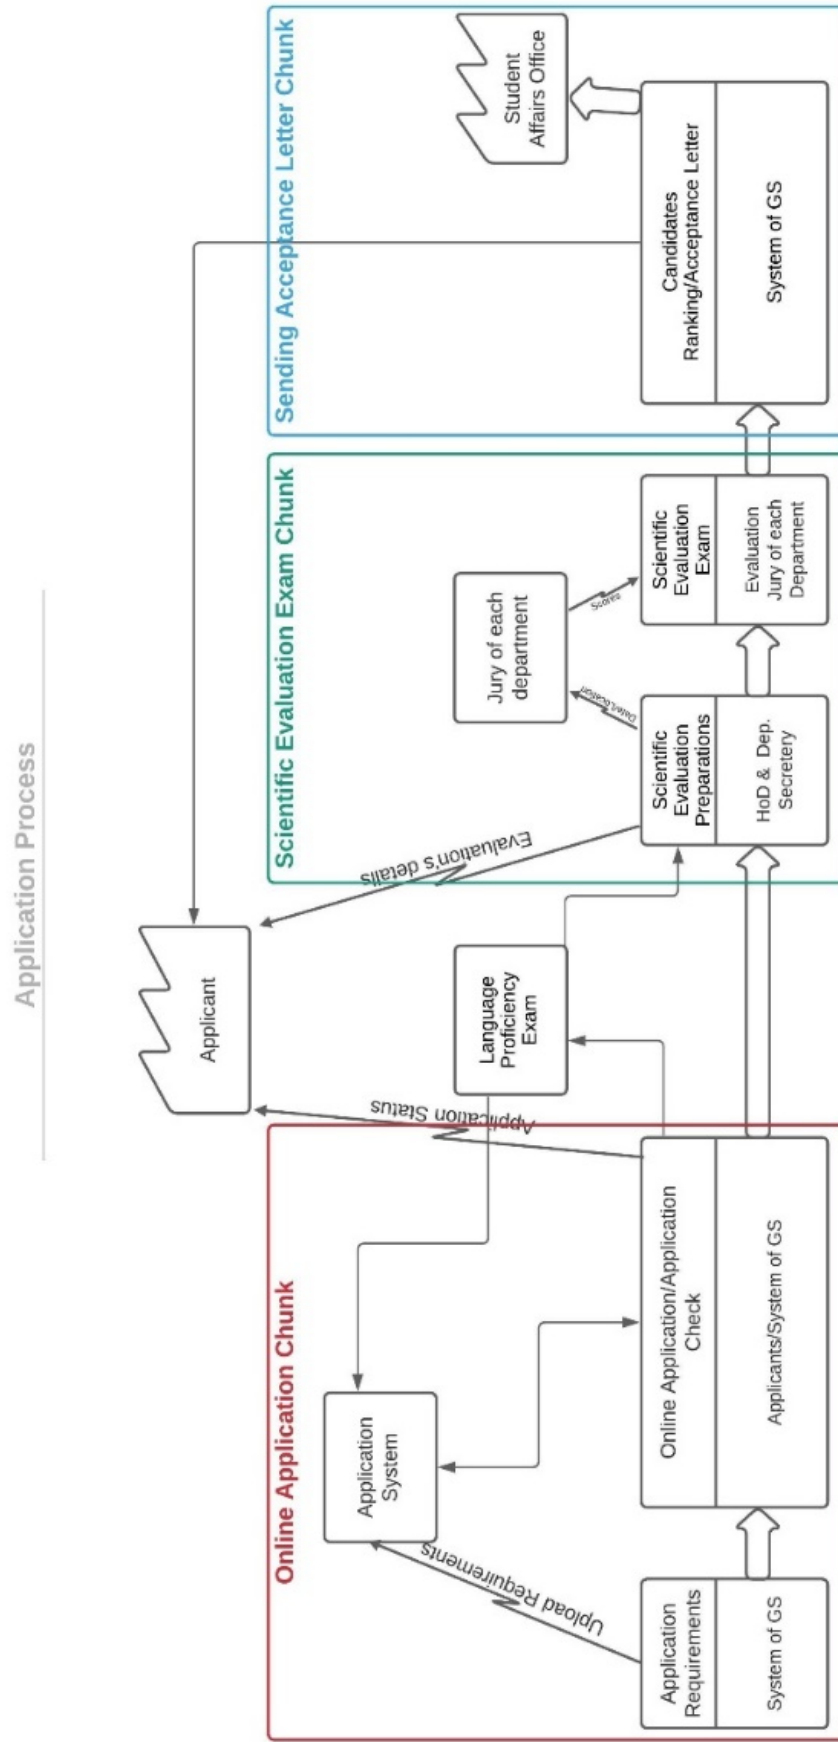 Application Process
Applicant
Online Application Chunk
Scientific Evaluation Exam Chunk
Sending Acceptance Letter Chunk
Application
System
Upload Requirements
Application Status
Language
Proficiency
Exam
Evaluation's details
Jury of each
department
Date/Location
Scores
Student
Affairs Office
Application
Requirements
System of GS
Online Application/Application
Check
Applicants/System of GS
Scientific
Evaluation
Preparations
HoD & Dep.
Secretery
Scientific
Evaluation
Exam
Evaluation
Jury of each
Department
Candidates
Ranking/Acceptance Letter
System of GS